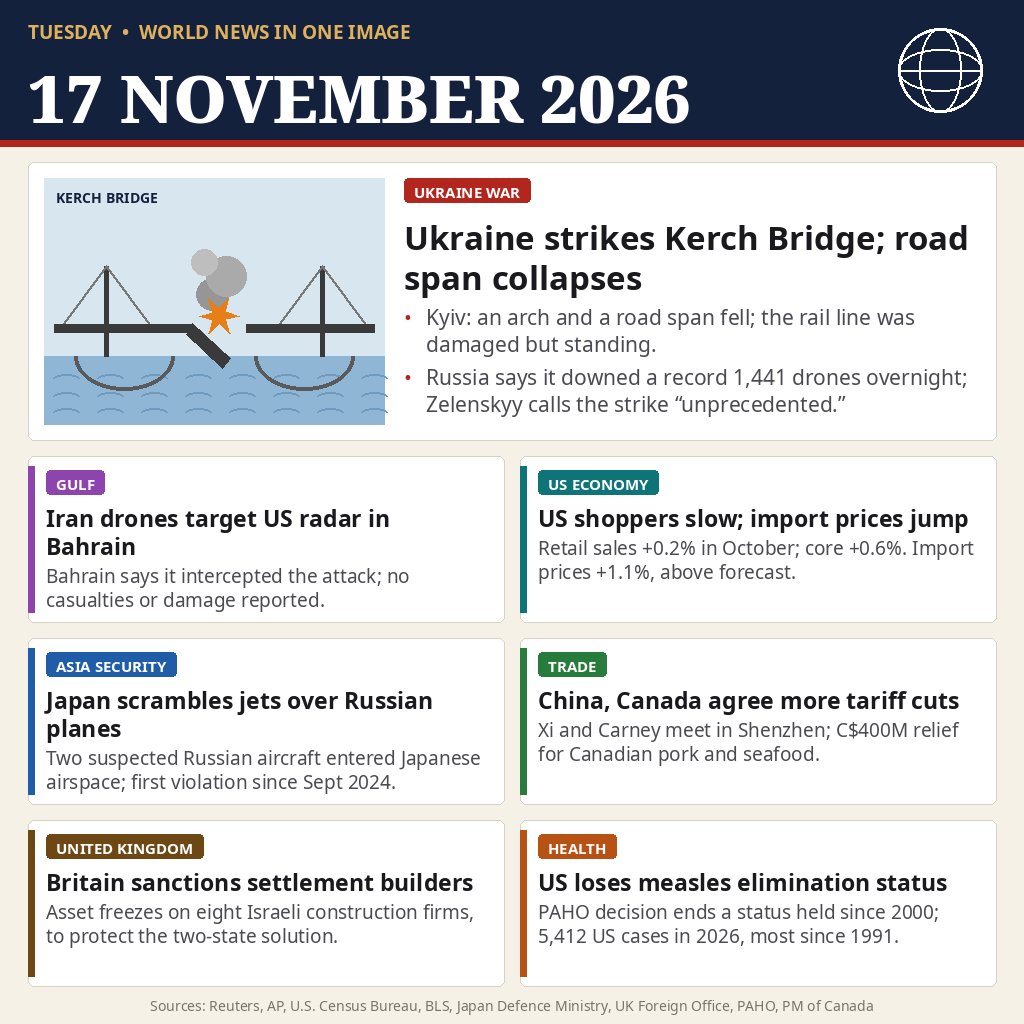 TUESDAY • WORLD NEWS IN ONE IMAGE
17 NOVEMBER 2026
KERCH BRIDGE
UKRAINE WAR
Ukraine strikes Kerch Bridge; road
span collapses
• Kyiv: an arch and a road span fell; the rail line was
damaged but standing.
• Russia says it downed a record 1,441 drones overnight;
Zelenskyy calls the strike “unprecedented.”
GULF
Iran drones target US radar in
Bahrain
Bahrain says it intercepted the attack; no
casualties or damage reported.
US ECONOMY
US shoppers slow; import prices jump
Retail sales +0.2% in October; core +0.6%. Import
prices +1.1%, above forecast.
ASIA SECURITY
Japan scrambles jets over Russian
planes
Two suspected Russian aircraft entered Japanese
airspace; first violation since Sept 2024.
TRADE
China, Canada agree more tariff cuts
Xi and Carney meet in Shenzhen; C$400M relief
for Canadian pork and seafood.
UNITED KINGDOM
Britain sanctions settlement builders
Asset freezes on eight Israeli construction firms,
to protect the two-state solution.
HEALTH
US loses measles elimination status
PAHO decision ends a status held since 2000;
5,412 US cases in 2026, most since 1991.
Sources: Reuters, AP, U.S. Census Bureau, BLS, Japan Defence Ministry, UK Foreign Office, PAHO, PM of Canada